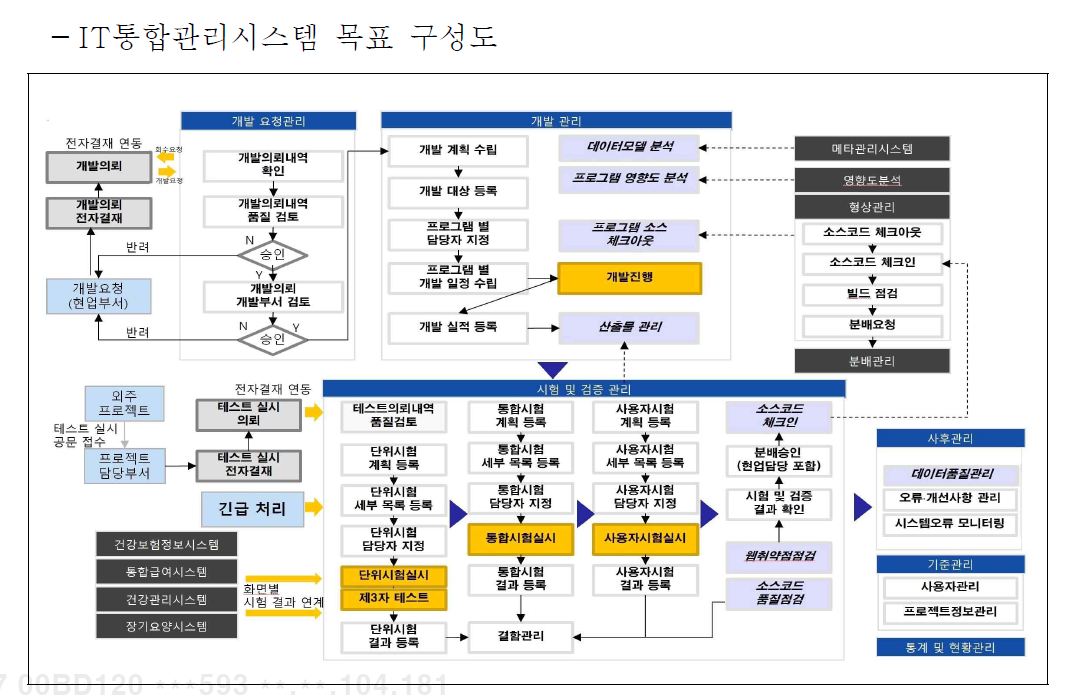 - IT통합관리시스템 목표 구성도
개발 요청관리
개발 관리
전자결재 연동
회수요청
개발요청
개발의뢰
개발의뢰
전자결재
개발요청
(현업부서)
반려
반려
개발의뢰내역
확인
개발의뢰내역
품질 검토
N
승인
Y
개발의뢰
개발부서 검토
N
Y
승인
개발 계획 수립
개발 대상 등록
프로그램 별
담당자 지정
프로그램 별
개발 일정 수립
개발 실적 등록
데이터모델 분석
프로그램 영향도 분석
프로그램 소스
체크아웃
개발진행
산출물 관리
메타관리시스템
영향도분석
형상관리
소스코드 체크아웃
소스코드 체크인
빌드 점검
분배요청
분배관리
외주
프로젝트
테스트 실시
공문 접수
프로젝트
담당부서
전자결재 연동
테스트 실시
의뢰
테스트 실시
전자결재
긴급 처리
건강보험정보시스템
통합급여시스템
건강관리시스템
장기요양시스템
화면별
시험 결과 연계
시험 및 검증 관리
테스트의뢰내역
품질검토
단위시험
계획 등록
단위시험
세부 목록 등록
단위시험
담당자 지정
단위시험실시
제3자 테스트
단위시험
결과 등록
통합시험
계획 등록
통합시험
세부 목록 등록
통합시험
담당자 지정
통합시험실시
통합시험
결과 등록
결함관리
사용자시험
계획 등록
사용자시험
세부 목록 등록
사용자시험
담당자 지정
사용자시험실시
사용자시험
결과 등록
소스코드
체크인
분배승인
(현업담당 포함)
시험 및 검증
결과 확인
웹취약점점검
소스코드
품질점검
사후관리
데이터품질관리
오류·개선사항 관리
시스템오류 모니터링
기준관리
사용자관리
프로젝트정보관리
통계 및 현황관리
7 00BD120 ***593 **.**.104.181